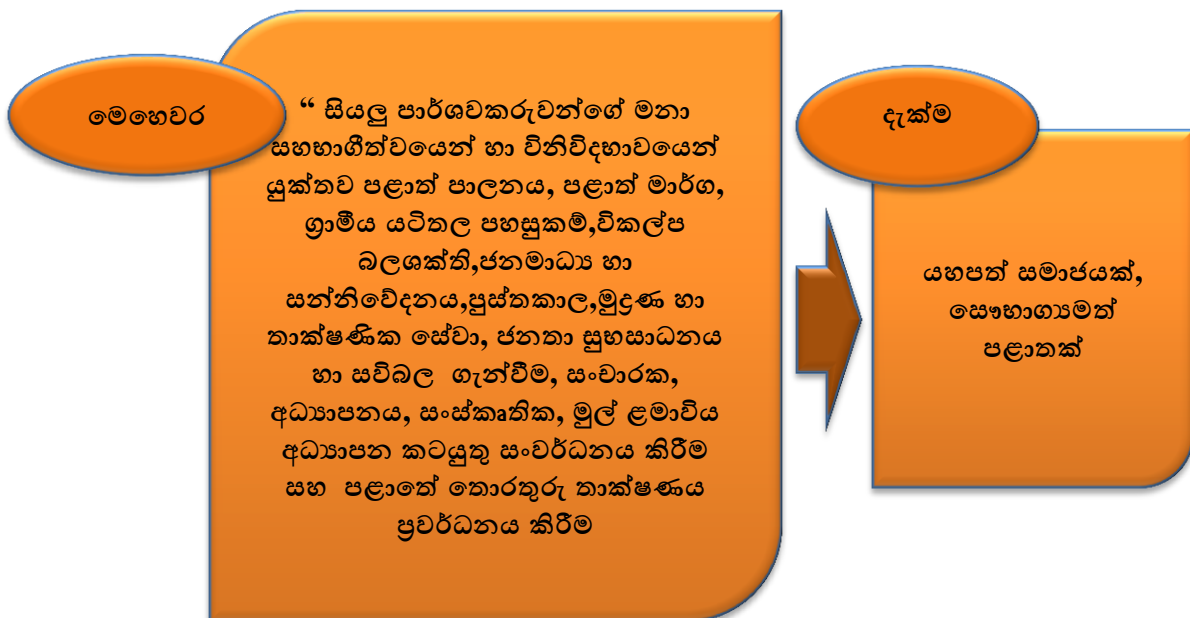 මෙහෙවර
“ සියලු පාර්ශවකරුවන්ගේ මනා
සහභාගීත්වයෙන් හා විනිවිදභාවයෙන්
යුක්තව පළාත් පාලනය, පළාත් මාර්ග,
ග්‍රාමීය යටිතල පහසුකම්,විකල්ප
බලශක්ති,ජනමාධ්‍ය හා
සන්නිවේදනය,පුස්තකාල,මුද්‍රණ හා
තාක්ෂණික සේවා, ජනතා සුභසාධනය
හා සවිබල ගැන්වීම, සංචාරක,
අධ්‍යාපනය, සංස්කෘතික, මුල් ළමාවිය
අධ්‍යාපන කටයුතු සංවර්ධනය කිරීම
සහ පළාතේ තොරතුරු තාක්ෂණය
ප්‍රවර්ධනය කිරීම
දැක්ම
යහපත් සමාජයක්,
සෞභාග්‍යමත්
පළාතක්